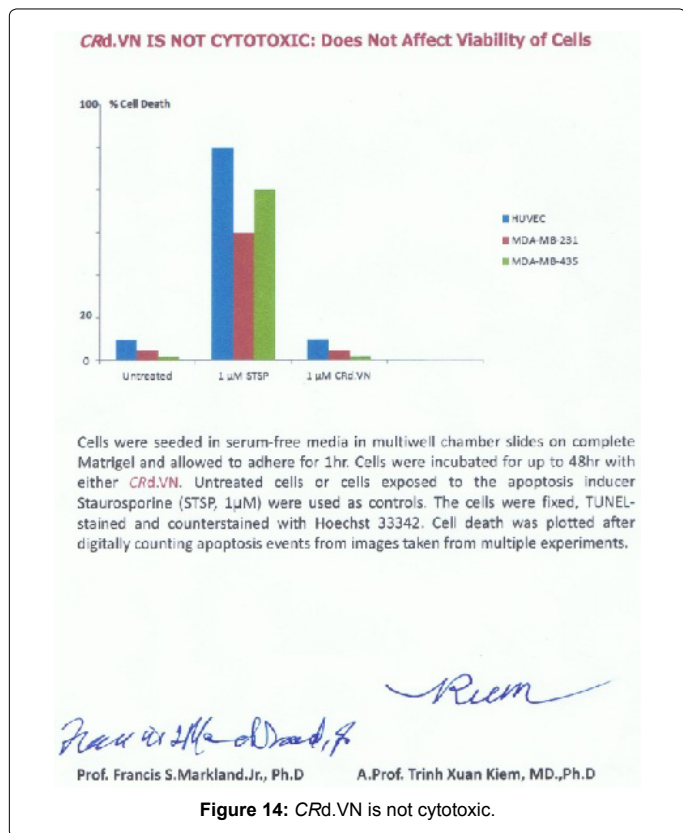 CRd.VN IS NOT CYTOTOXIC: Does Not Affect Viability of Cells
100 % Cell Death
HUVEC
MDA-MB-231
MDA-MB-435
20
0
Untreated 1 µM STSP 1 µM CRd.VN
Cells were seeded in serum-free media in multiwell chamber slides on complete
Matrigel and allowed to adhere for 1hr. Cells were incubated for up to 48hr with
either CRd.VN. Untreated cells or cells exposed to the apoptosis inducer
Staurosporine (STSP, 1µM) were used as controls. The cells were fixed, TUNEL-
stained and counterstained with Hoechst 33342. Cell death was plotted after
digitally counting apoptosis events from images taken from multiple experiments.
Prof. Francis S.Markland.Jr., Ph.D A.Prof. Trinh Xuan Kiem, MD.,Ph.D
Figure 14: CRd.VN is not cytotoxic.